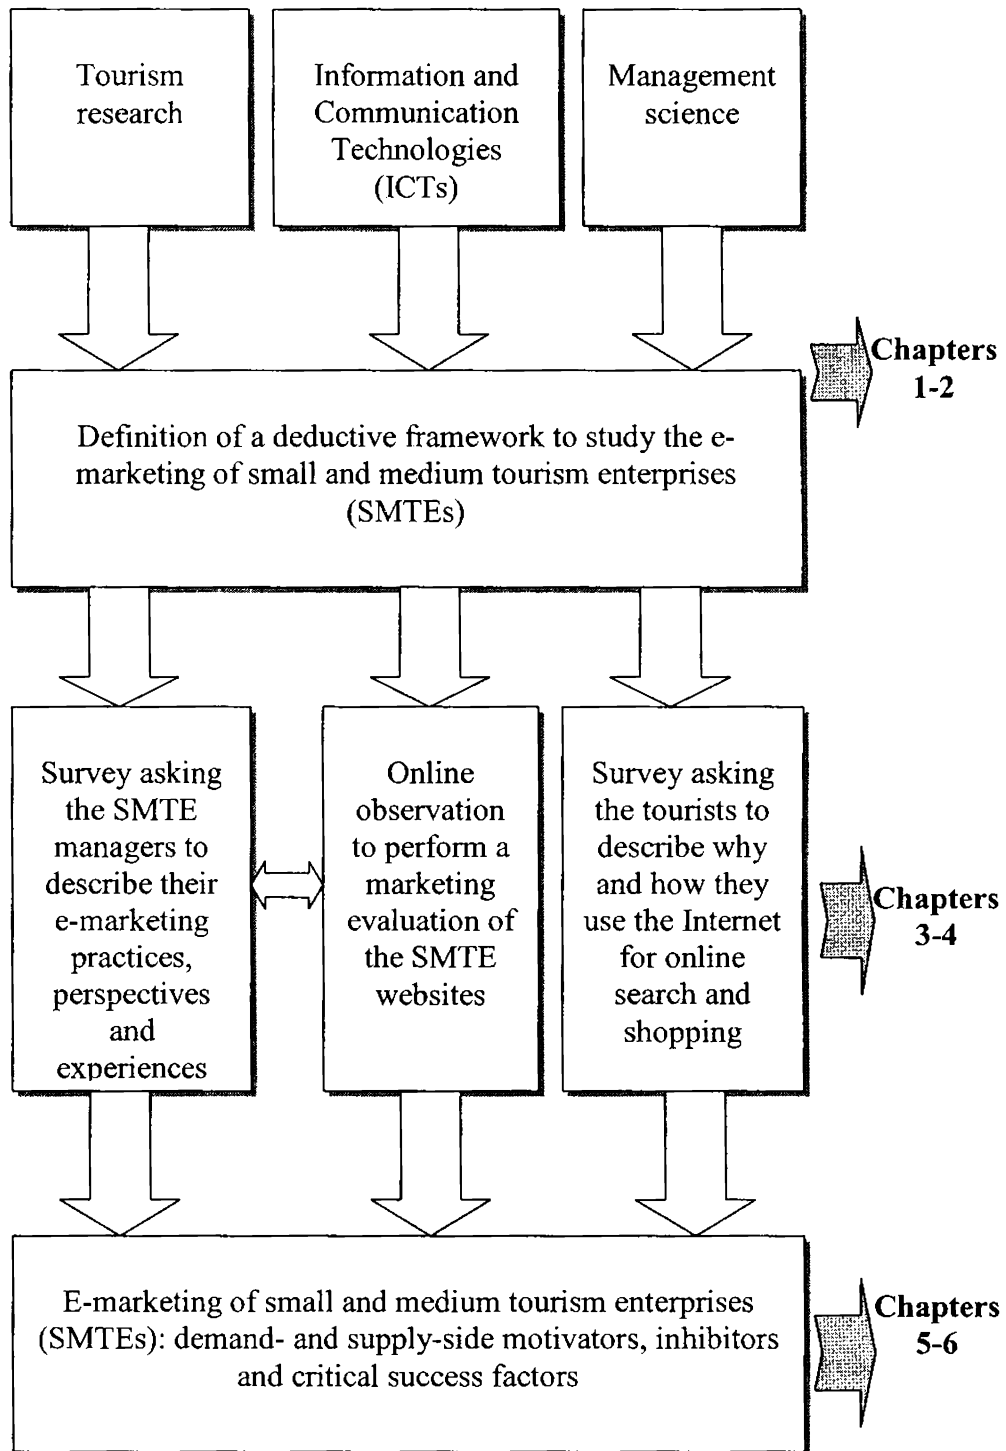 Tourism
research
Information and
Communication
Technologies
(ICTs)
Management
science
Chapters
1-2
Definition of a deductive framework to study the e-
marketing of small and medium tourism enterprises
(SMTEs)
Survey asking
the SMTE
managers to
describe their
e-marketing
practices,
perspectives
and
experiences
Online
observation
to perform a
marketing
evaluation of
the SMTE
websites
Survey asking
the tourists to
describe why
and how they
use the Internet
for online
search and
shopping
Chapters
3-4
E-marketing of small and medium tourism enterprises
(SMTEs): demand- and supply-side motivators, inhibitors
and critical success factors
Chapters
5-6